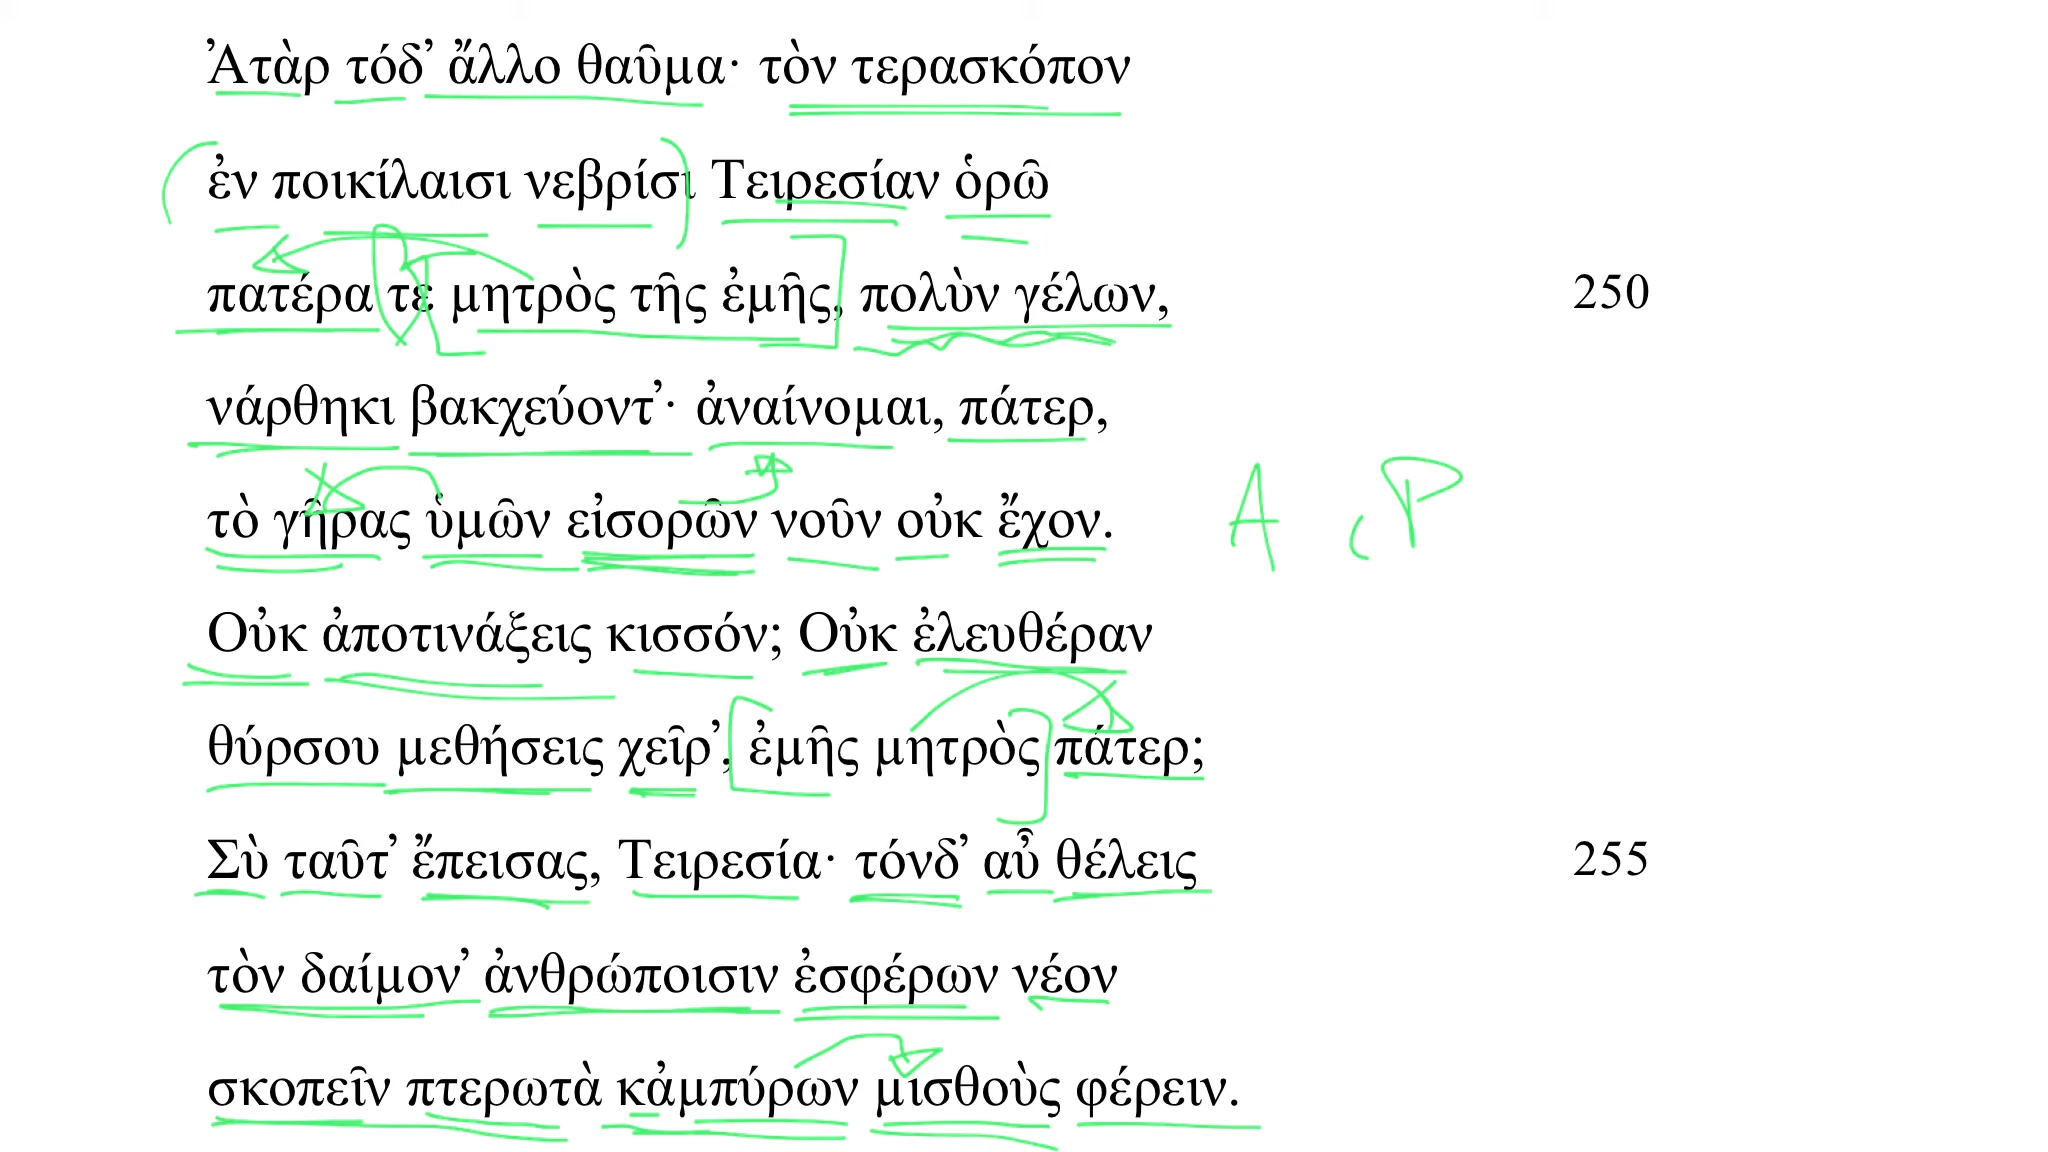 Ἀτὰρ τόδ’ ἄλλο θαῦμα· τὸν τερασκόπον
ἐν ποικίλαισι νεβρίσι Τειρεσίαν ὁρῶ
πατέρα τε μητρὸς τῆς ἐμῆς, πολὺν γέλων, 250
νάρθηκι βακχεύοντ’· ἀναίνομαι, πάτερ,
τὸ γῆρας ὑμῶν εἰσορῶν νοῦν οὐκ ἔχον. A P
Οὐκ ἀποτινάξεις κισσόν; Οὐκ ἐλευθέραν
θύρσου μεθήσεις χεῖρ’, ἐμῆς μητρὸς πάτερ;
Σὺ ταῦτ’ ἔπεισας, Τειρεσία· τόνδ’ αὖ θέλεις 255
τὸν δαίμον’ ἀνθρώποισιν ἐσφέρων νέον
σκοπεῖν πτερωτὰ κἀμπύρων μισθοὺς φέρειν.